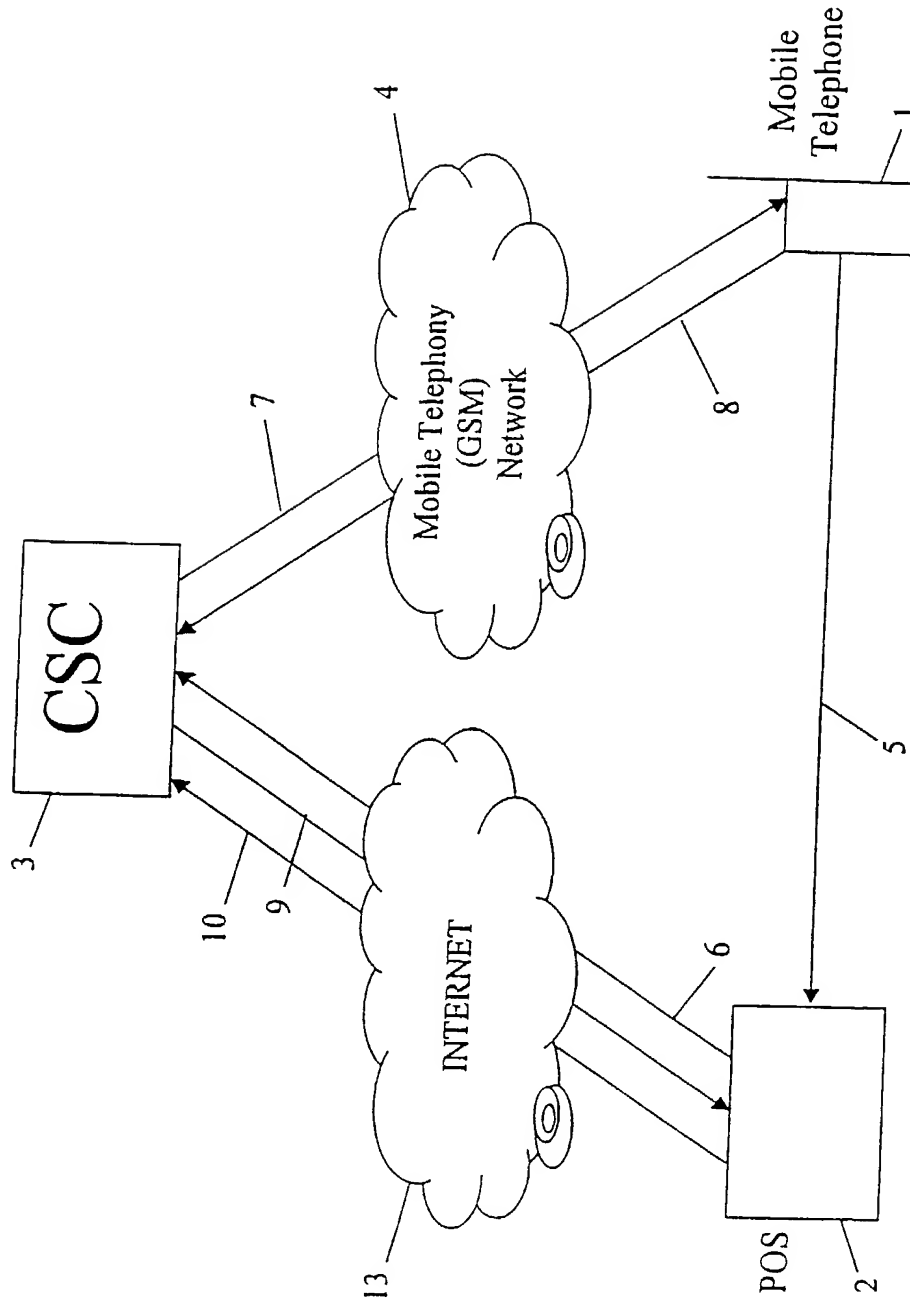 3
CSC
10
9
7
13
4
INTERNET
Mobile Telephony
(GSM)
Network
6
8
POS
2
5
Mobile
Telephone
1